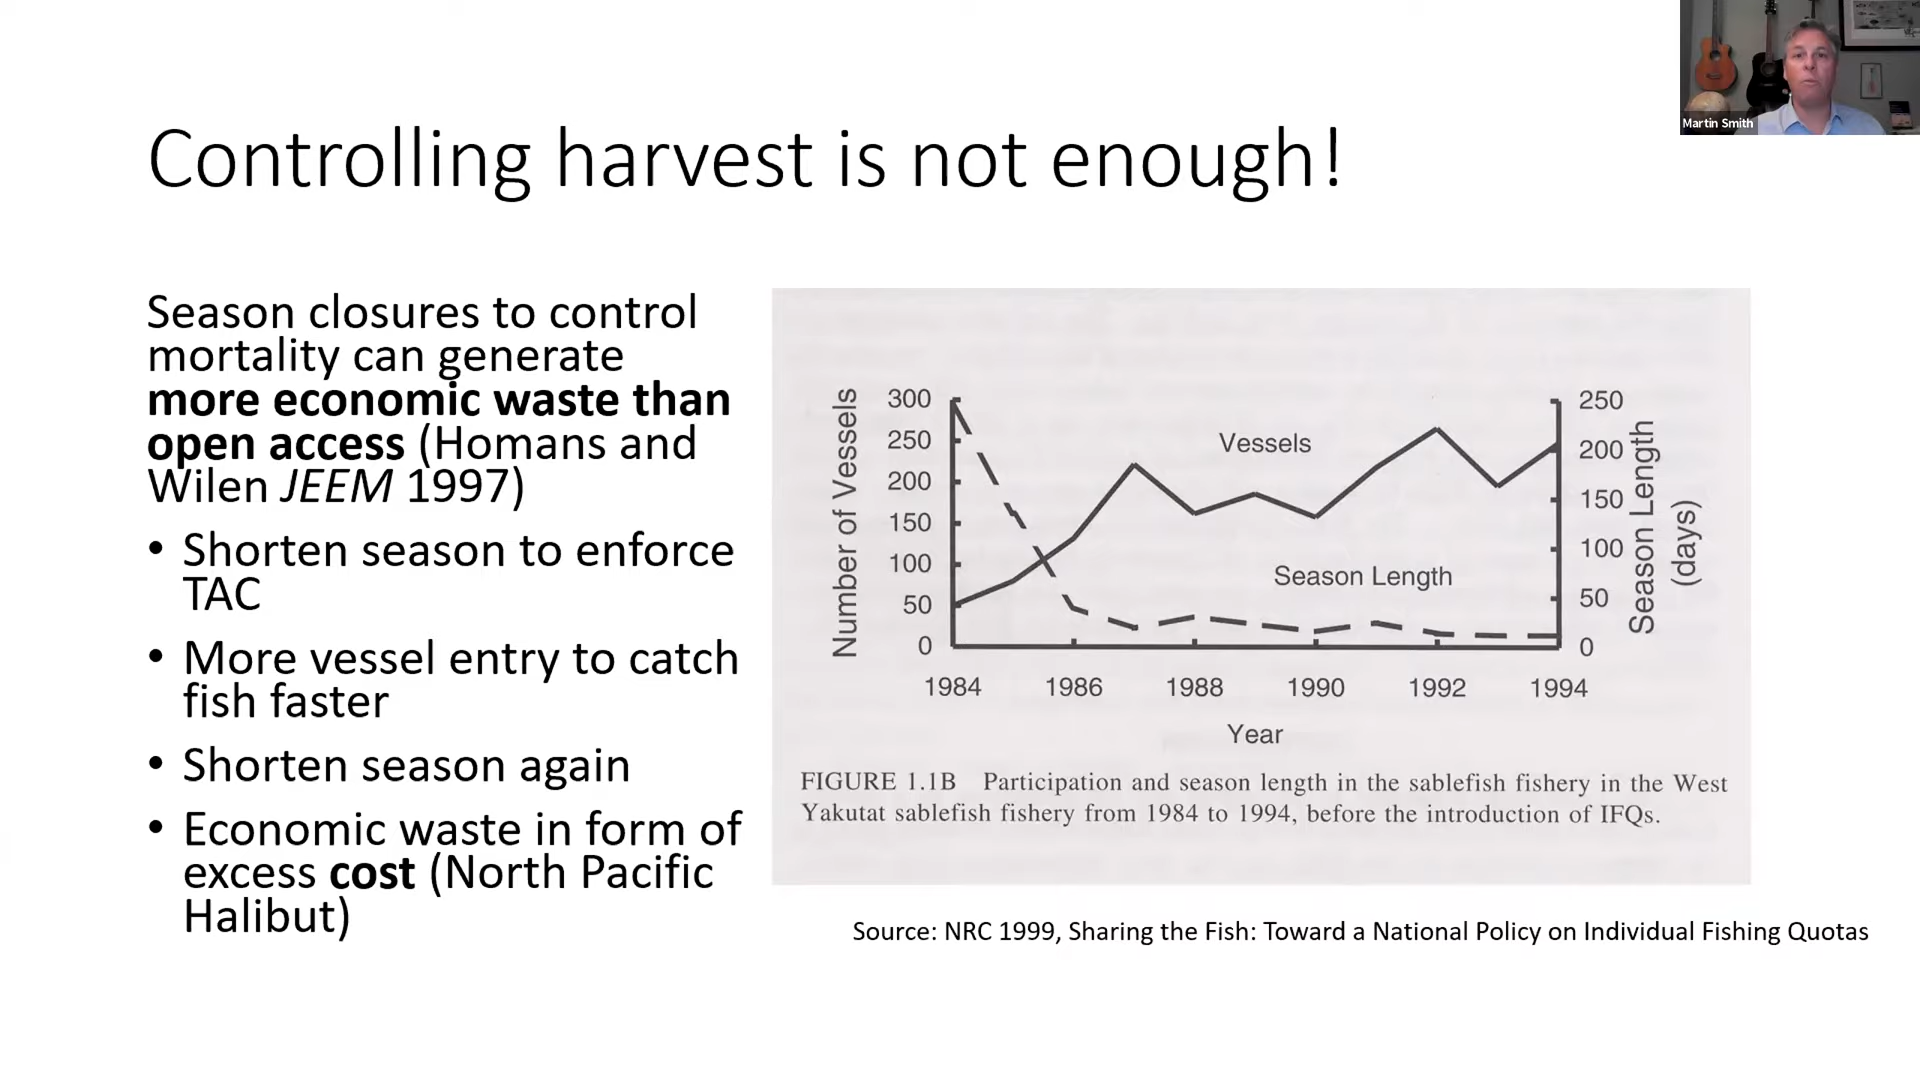 Martin Smith
Controlling harvest is not enough!
Season closures to control
mortality can generate
more economic waste than
open access (Homans and
Wilen JEEM 1997)
• Shorten season to enforce
TAC
• More vessel entry to catch
fish faster
• Shorten season again
• Economic waste in form of
excess cost (North Pacific
Halibut)
Number of Vessels
300
250
200
150
100
50
0
Vessels
Season Length
250
200
150
100
50
0
Season Length
(days)
1984 1986 1988 1990 1992 1994
Year
FIGURE 1.1B Participation and season length in the sablefish fishery in the West
Yakutat sablefish fishery from 1984 to 1994, before the introduction of IFQs.
Source: NRC 1999, Sharing the Fish: Toward a National Policy on Individual Fishing Quotas